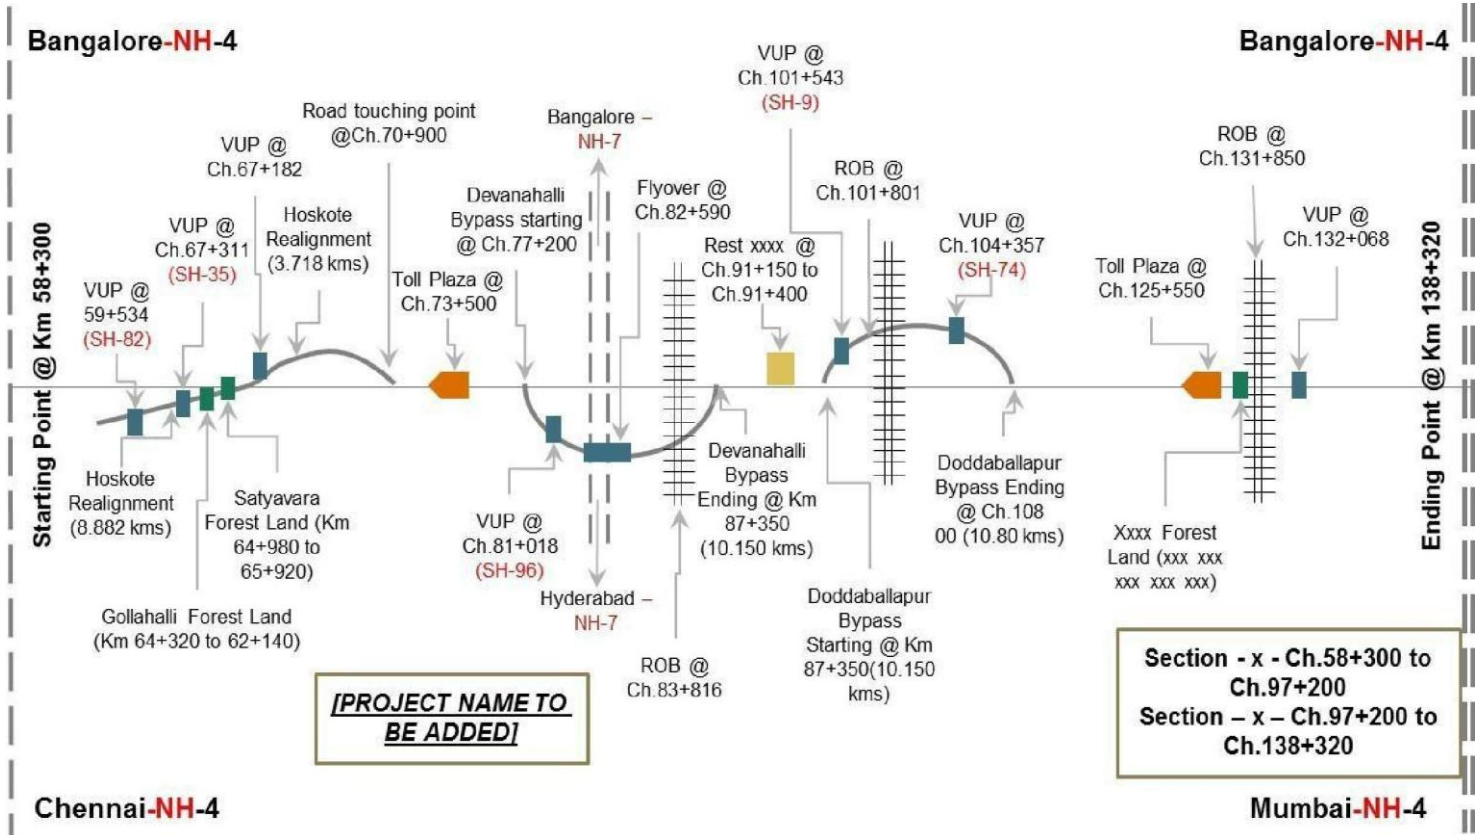 Bangalore-NH-4
Bangalore-NH-4
Starting Point @ Km 58+300
VUP @
59+534
(SH-82)
VUP @
Ch.67+311
(SH-35)
VUP @
Ch.67+182
Hoskote
Realignment
(3.718 kms)
Road touching point
@Ch.70+900
Toll Plaza @
Ch.73+500
Devanahalli
Bypass starting
@ Ch.77+200
Bangalore –
NH-7
Flyover @
Ch.82+590
Rest xxxx @
Ch.91+150 to
Ch.91+400
VUP @
Ch.101+543
(SH-9)
ROB @
Ch.101+801
VUP @
Ch.104+357
(SH-74)
Toll Plaza @
Ch.125+550
ROB @
Ch.131+850
VUP @
Ch.132+068
Ending Point @ Km 138+320
Hoskote
Realignment
(8.882 kms)
Satyavara
Forest Land (Km
64+980 to
65+920)
Gollahalli Forest Land
(Km 64+320 to 62+140)
VUP @
Ch.81+018
(SH-96)
Hyderabad –
NH-7
ROB @
Ch.83+816
Devanahalli
Bypass
Ending @ Km
87+350
(10.150 kms)
Doddaballapur
Bypass
Starting @ Km
87+350(10.150
kms)
Doddaballapur
Bypass Ending
@ Ch.108
00 (10.80 kms)
Xxxx Forest
Land (xxx xxx
xxx xxx xxx)
[PROJECT NAME TO
BE ADDED]
Section - x - Ch.58+300 to
Ch.97+200
Section – x – Ch.97+200 to
Ch.138+320
Chennai-NH-4
Mumbai-NH-4